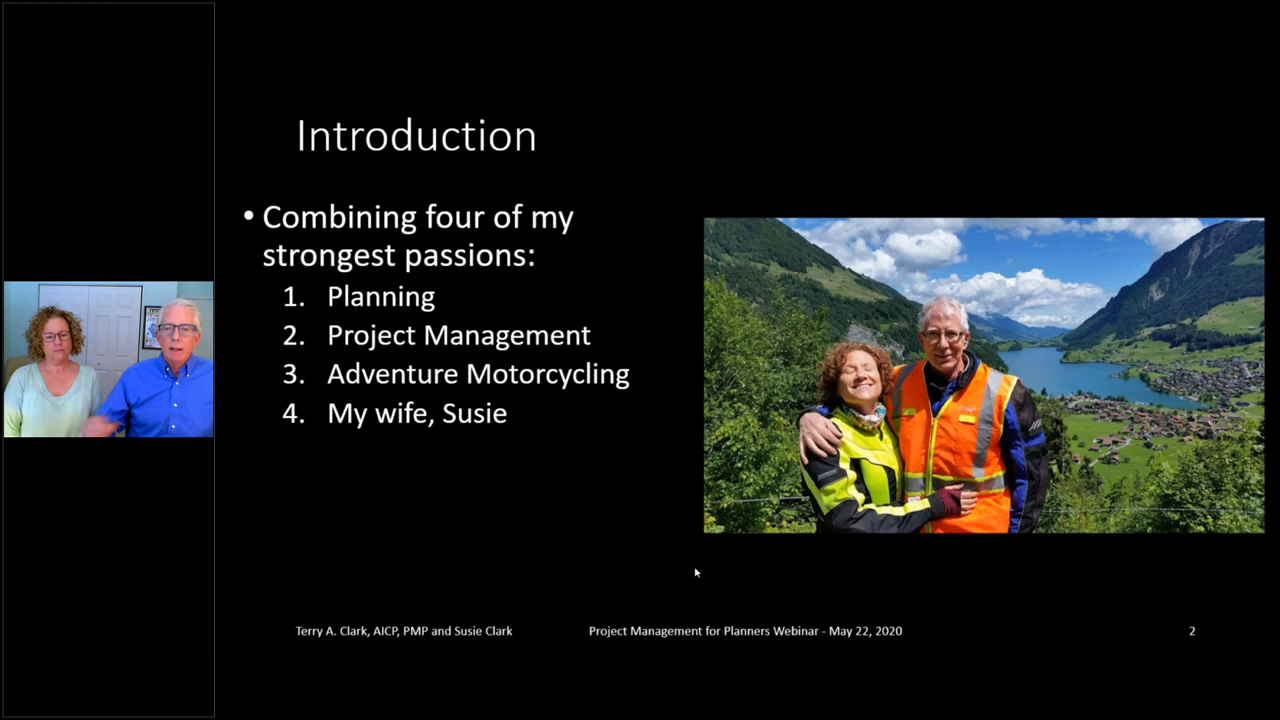 Introduction
• Combining four of my
strongest passions:
1. Planning
2. Project Management
3. Adventure Motorcycling
4. My wife, Susie
Terry A. Clark, AICP, PMP and Susie Clark
Project Management for Planners Webinar - May 22, 2020
2